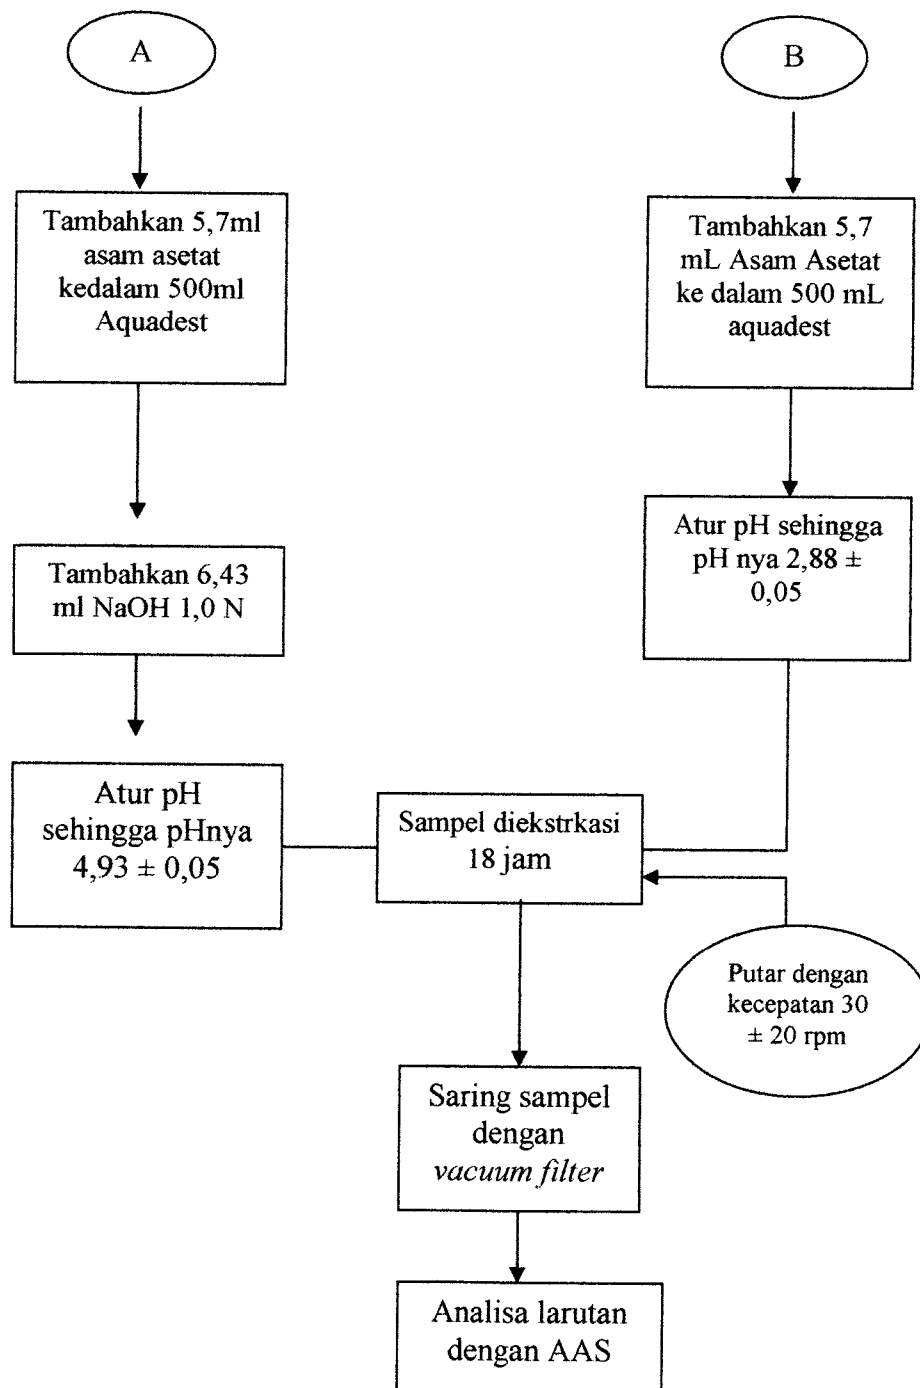 A
Tambahkan 5,7ml
asam asetat
kedalam 500ml
Aquadest
Tambahkan 6,43
ml NaOH 1,0 N
Atur pH
sehingga pHnya
4,93 ± 0,05
B
Tambahkan 5,7
mL Asam Asetat
ke dalam 500 mL
aquadest
Atur pH sehingga
pH nya 2,88 ±
0,05
Sampel diekstrkasi
18 jam
Putar dengan
kecepatan 30
± 20 rpm
Saring sampel
dengan
vacuum filter
Analisa larutan
dengan AAS